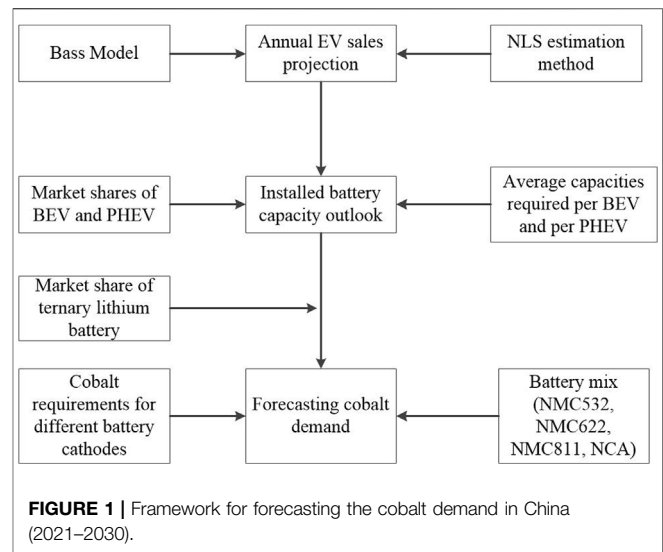 Bass Model
Annual EV sales
projection
NLS estimation
method
Market shares of
BEV and PHEV
Installed battery
capacity outlook
Average capacities
required per BEV
and per PHEV
Market share of
ternary lithium
battery
Cobalt
requirements for
different battery
cathodes
Forecasting cobalt
demand
Battery mix
(NMC532,
NMC622,
NMC811, NCA)
FIGURE 1 | Framework for forecasting the cobalt demand in China
(2021–2030).